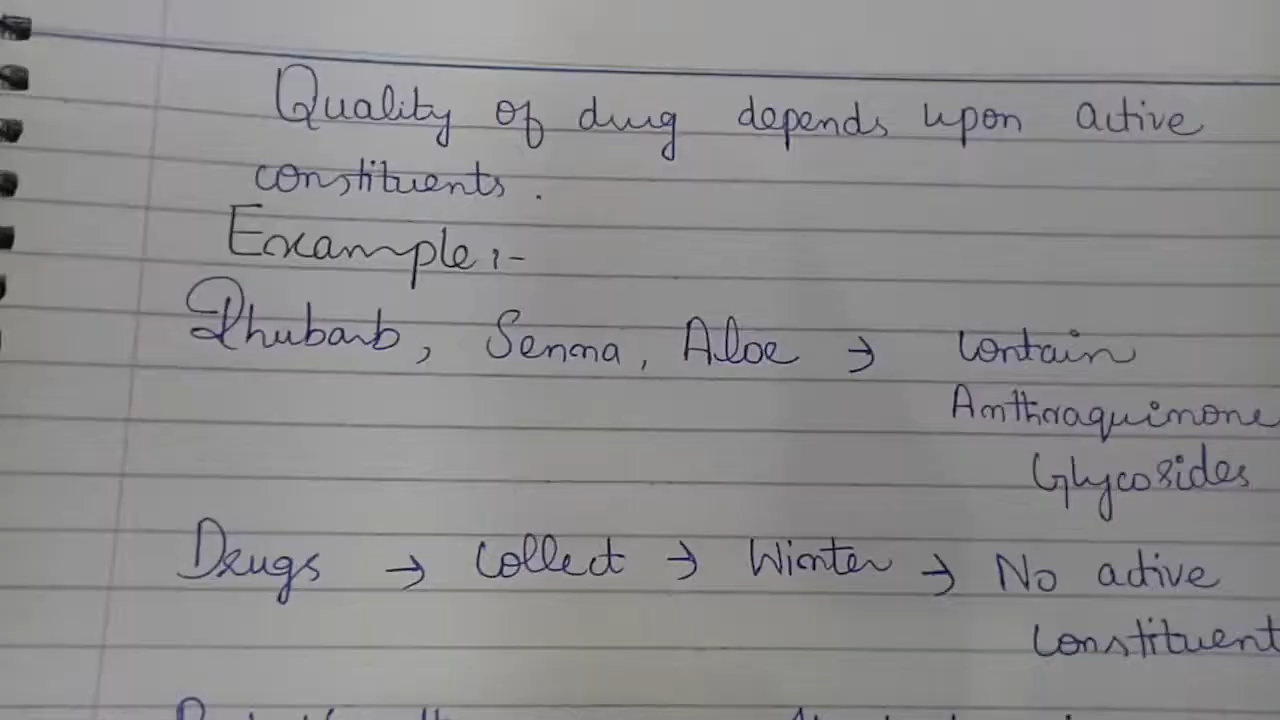 Quality of drug depends upon active
constituents.
Example :-
Rhubarb, Senna, Aloe → contain
Anthraquinone
Glycosides
Drugs → collect → Winter → No active
constituent